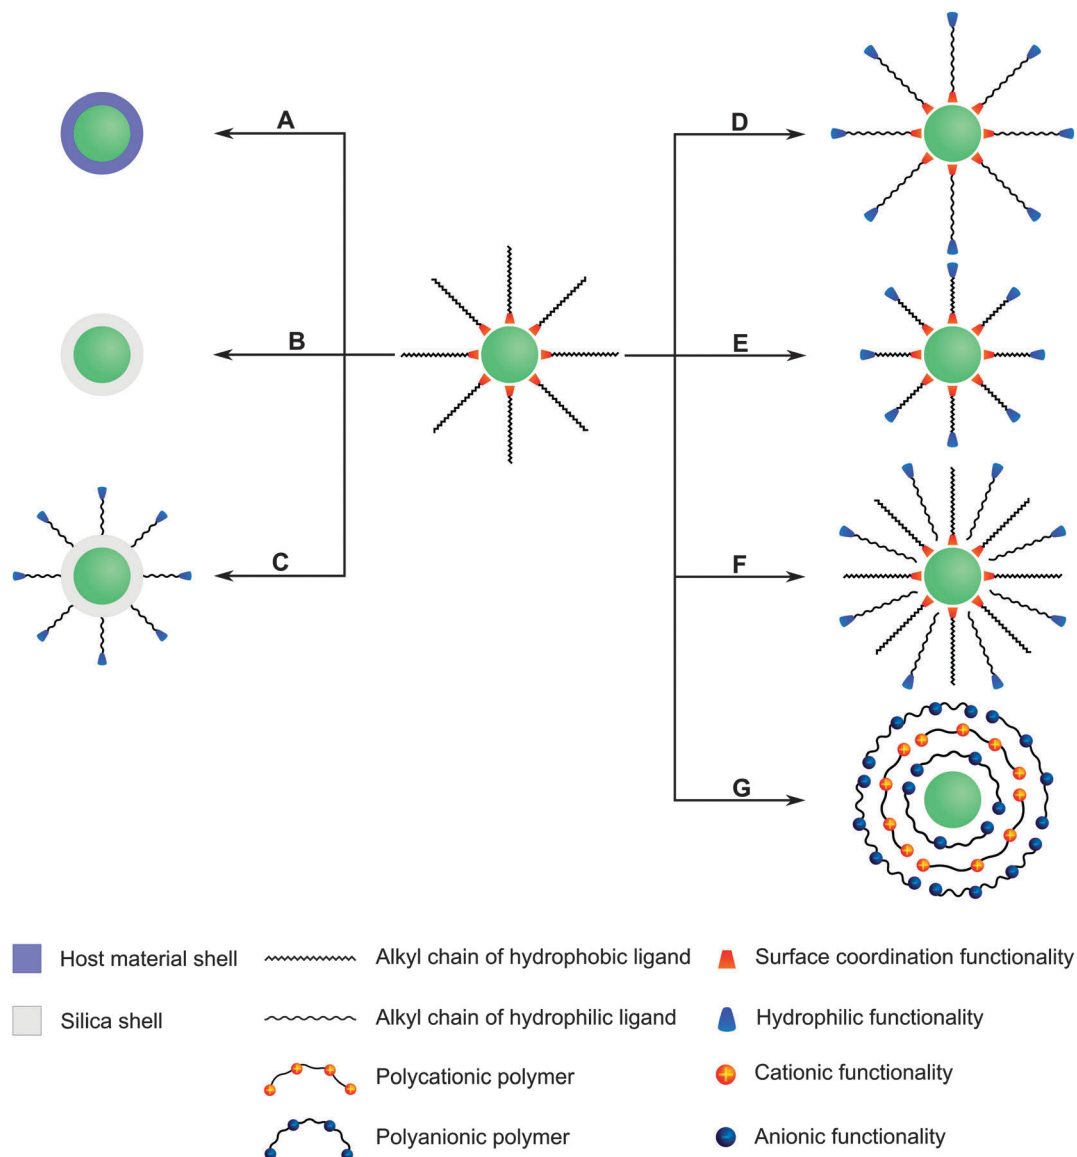 A
B
C
D
E
F
G
Host material shell
Silica shell
Alkyl chain of hydrophobic ligand
Alkyl chain of hydrophilic ligand
Polycationic polymer
Polyanionic polymer
Surface coordination functionality
Hydrophilic functionality
Cationic functionality
Anionic functionality